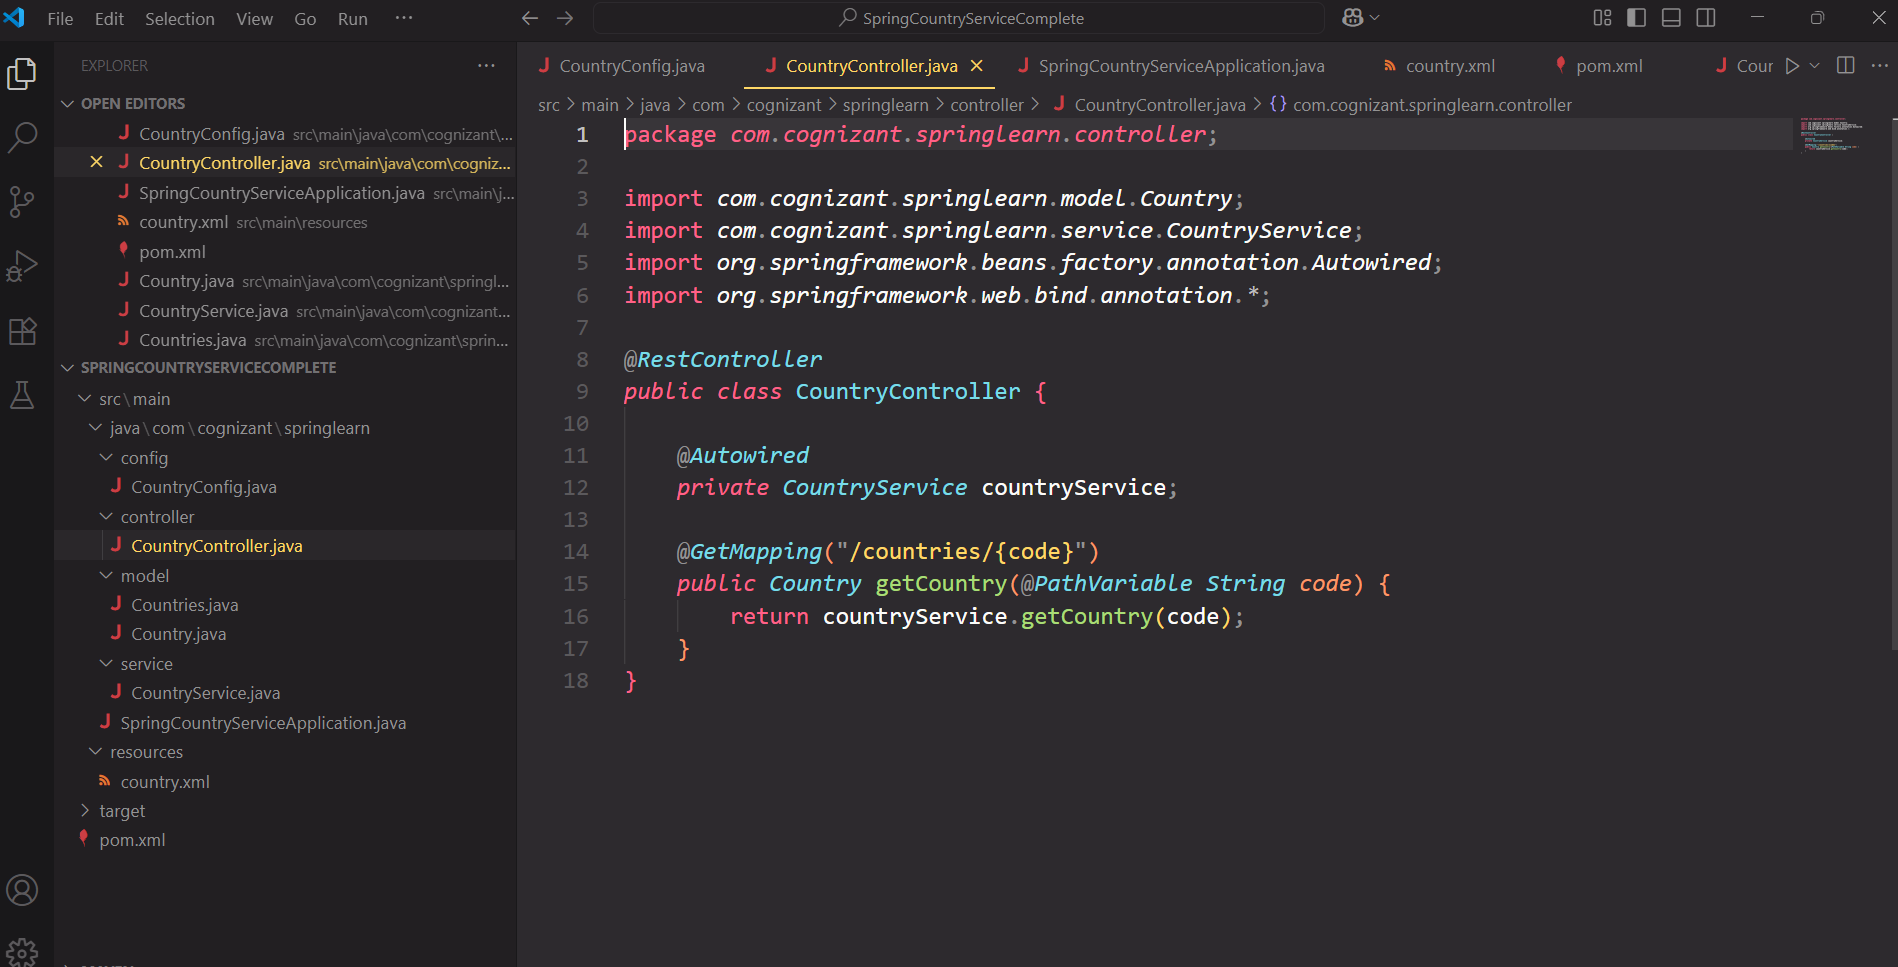 File Edit Selection View Go Run ···
SpringCountryServiceComplete
EXPLORER ···
OPEN EDITORS
CountryConfig.java src\main\java\com\cognizant\...
CountryController.java src\main\java\com\cogniz...
SpringCountryServiceApplication.java src\main\j...
country.xml src\main\resources
pom.xml
Country.java src\main\java\com\cognizant\springl...
CountryService.java src\main\java\com\cognizant...
Countries.java src\main\java\com\cognizant\sprin...
SPRINGCOUNTRYSERVICECOMPLETE
src\main
java\com\cognizant\springlearn
config
CountryConfig.java
controller
CountryController.java
model
Countries.java
Country.java
service
CountryService.java
SpringCountryServiceApplication.java
resources
country.xml
target
pom.xml
CountryConfig.java CountryController.java SpringCountryServiceApplication.java country.xml pom.xml Cour ···
src > main > java > com > cognizant > springlearn > controller > CountryController.java > {} com.cognizant.springlearn.controller
1 package com.cognizant.springlearn.controller;
2
3 import com.cognizant.springlearn.model.Country;
4 import com.cognizant.springlearn.service.CountryService;
5 import org.springframework.beans.factory.annotation.Autowired;
6 import org.springframework.web.bind.annotation.*;
7
8 @RestController
9 public class CountryController {
10
11 @Autowired
12 private CountryService countryService;
13
14 @GetMapping("/countries/{code}")
15 public Country getCountry(@PathVariable String code) {
16 return countryService.getCountry(code);
17 }
18 }